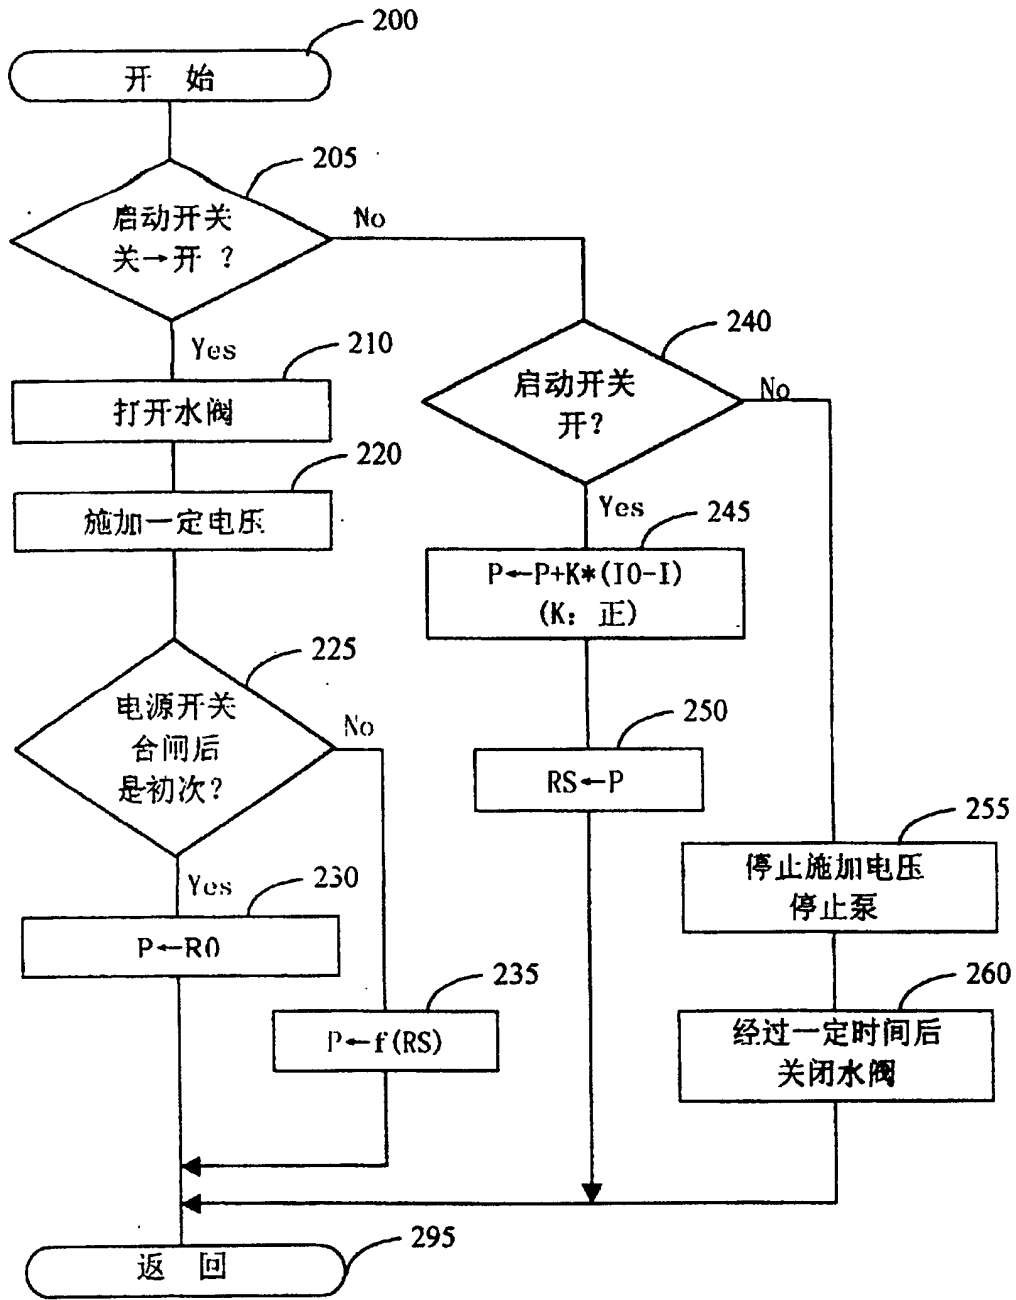 200
开 始
205
启动开关
关→开 ?
No
Yes
210
打开水阀
220
施加一定电压
225
电源开关
合闸后
是初次?
No
Yes
230
P←R0
235
P←f(RS)
240
启动开关
开?
No
Yes
245
P←P+K*(I0-I)
(K: 正)
250
RS←P
255
停止施加电压
停止泵
260
经过一定时间后
关闭水阀
295
返 回